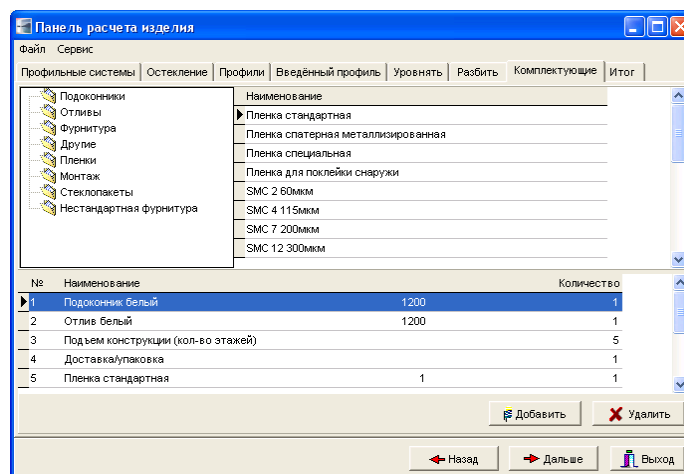 Панель расчета изделия
Файл Сервис
Профильные системы Остекление Профили Введённый профиль Уровнять Разбить Комплектующие Итог
Подоконники
Отливы
Фурнитура
Другие
Пленки
Монтаж
Стеклопакеты
Нестандартная фурнитура
Наименование
Пленка стандартная
Пленка спатерная металлизированная
Пленка специальная
Пленка для поклейки снаружи
SMC 2 60мкм
SMC 4 115мкм
SMC 7 200мкм
SMC 12 300мкм
№ Наименование Количество
1 Подоконник белый 1200 1
2 Отлив белый 1200 1
3 Подъем конструкции (кол-во этажей) 5
4 Доставка/упаковка 1
5 Пленка стандартная 1 1
Добавить Удалить
Назад Дальше Выход